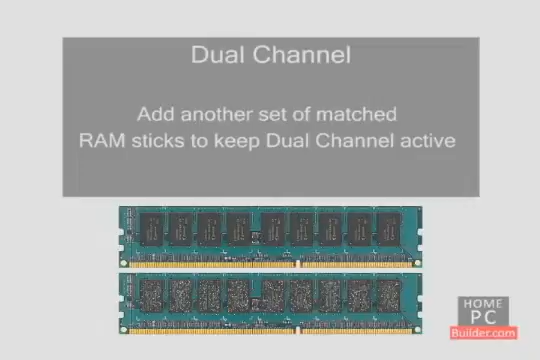 Dual Channel
Add another set of matched
RAM sticks to keep Dual Channel active
HOME
PC
Builder.com